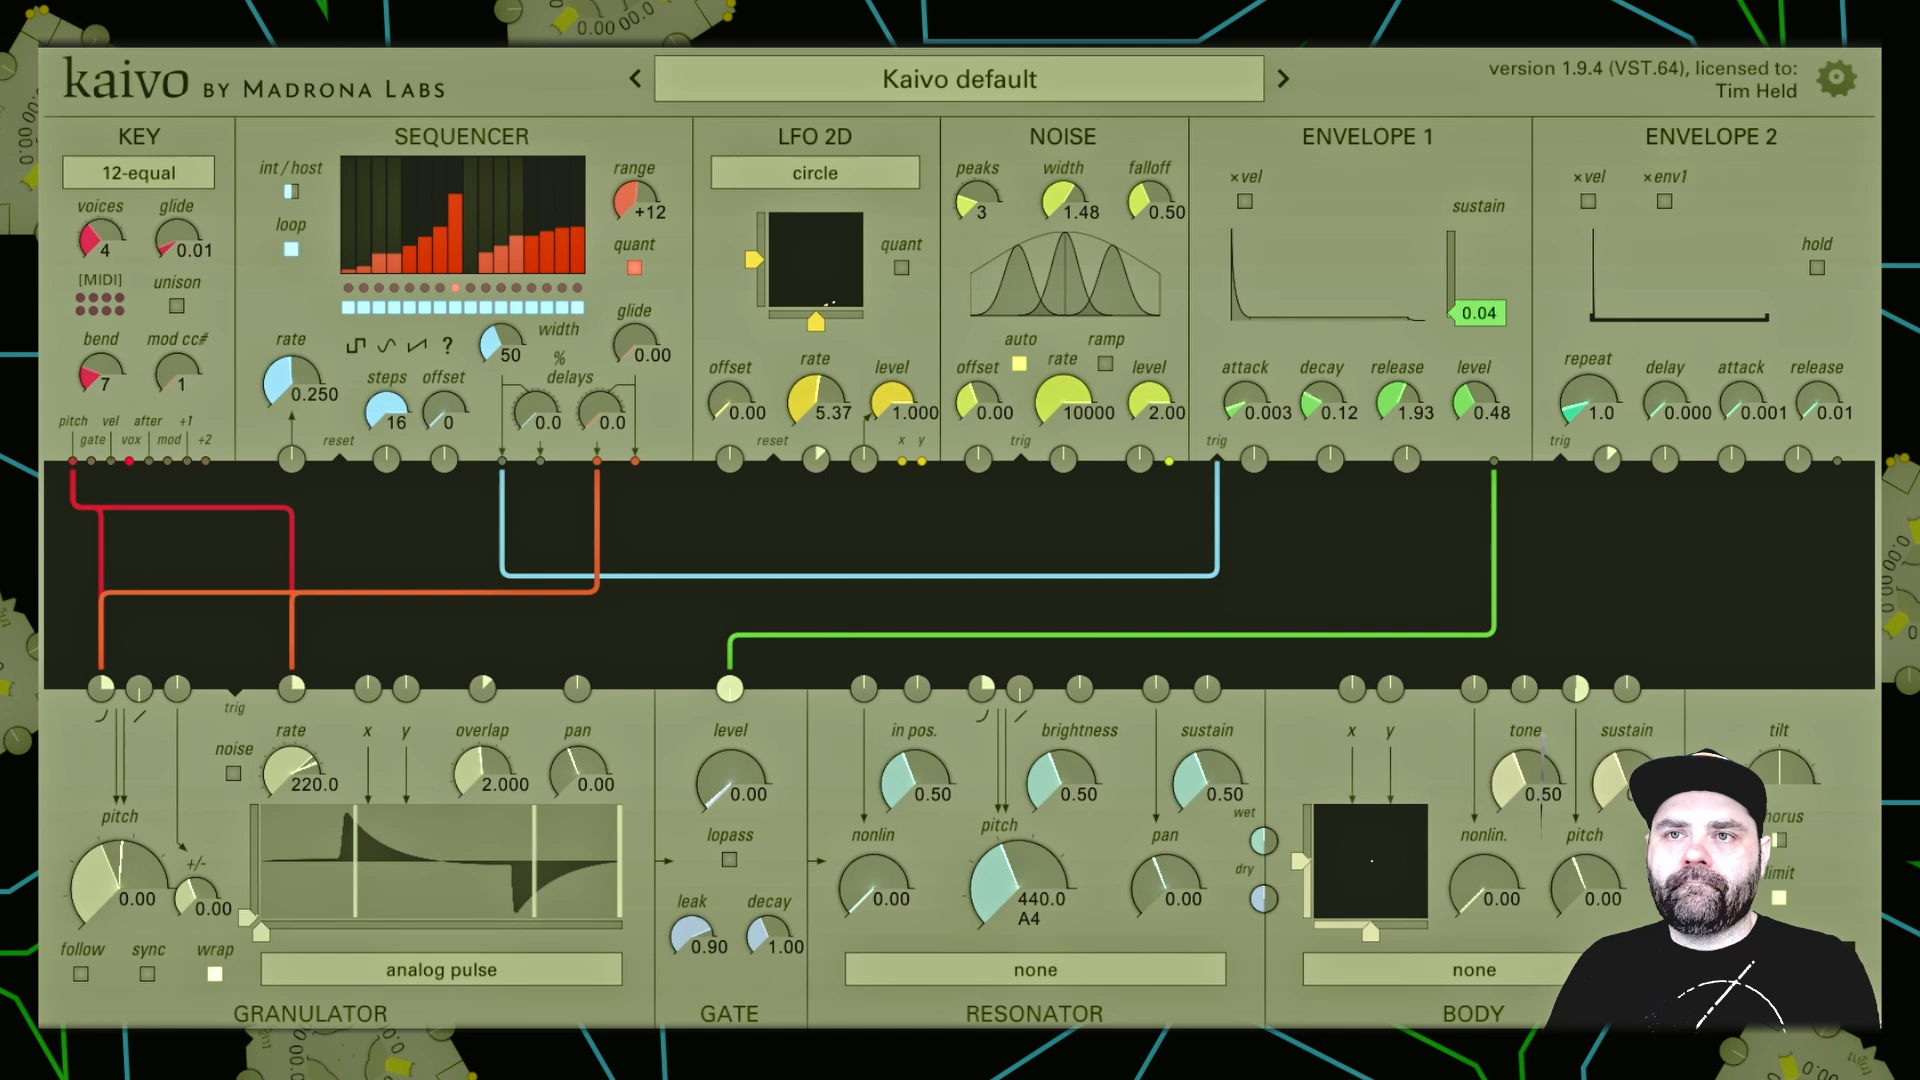 kaivo BY MADRONA LABS
Kaivo default
version 1.9.4 (VST.64), licensed to:
Tim Held
KEY
12-equal
voices
4
glide
0.01
[MIDI]
unison
bend
7
mod cc#
1
pitch vel after +1
gate vox mod +2
SEQUENCER
int / host
loop
range
+12
quant
rate
0.250
?
width
50
%
glide
0.00
steps
16
offset
0
delays
0.0
0.0
reset
LFO 2D
circle
quant
offset
0.00
rate
5.37
level
1.000
reset
x y
NOISE
peaks
3
width
1.48
falloff
0.50
auto
ramp
offset
0.00
rate
10000
level
2.00
trig
ENVELOPE 1
×vel
sustain
0.04
attack
0.003
decay
0.12
release
1.93
level
0.48
trig
ENVELOPE 2
×vel
×env1
hold
repeat
1.0
delay
0.000
attack
0.001
release
0.01
trig
trig
noise
rate
220.0
x
y
overlap
2.000
pan
0.00
pitch
0.00
+/-
0.00
follow
sync
wrap
analog pulse
GRANULATOR
level
0.00
lopass
leak
0.90
decay
1.00
GATE
in pos.
0.50
brightness
0.50
sustain
0.50
nonlin
0.00
pitch
440.0
A4
pan
0.00
wet
dry
none
RESONATOR
x
y
tone
0.50
sustain
nonlin.
0.00
pitch
0.00
none
BODY
tilt
horus
limit